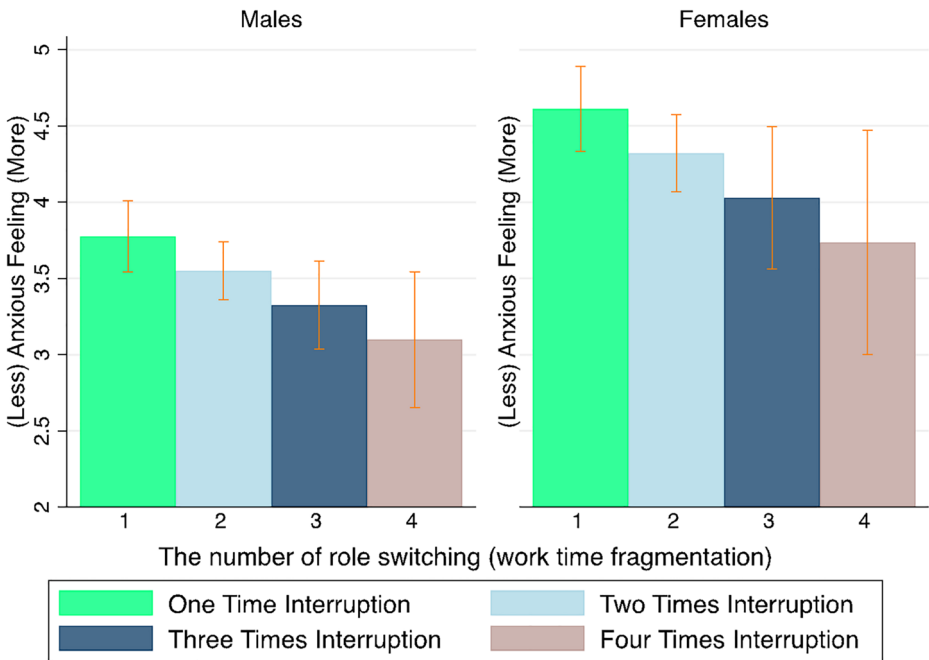 Males
Females
(Less) Anxious Feeling (More)
5
4.5
4
3.5
3
2.5
2
(Less) Anxious Feeling (More)
1 2 3 4
1 2 3 4
The number of role switching (work time fragmentation)
One Time Interruption
Two Times Interruption
Three Times Interruption
Four Times Interruption